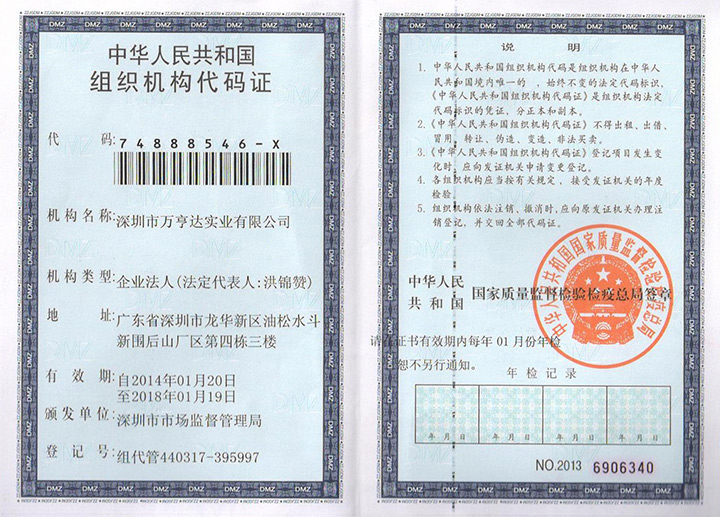 中华人民共和国
组织机构代码证
代 码: 74888546-X
机构名称: 深圳市万亨达实业有限公司
机构类型: 企业法人(法定代表人:洪锦赞)
地 址: 广东省深圳市龙华新区油松水斗
新围后山厂区第四栋三楼
有 效 期: 自2014年01月20日
至2018年01月19日
颁发单位: 深圳市市场监督管理局
登 记 号: 组代管440317-395997
说 明
1. 中华人民共和国组织机构代码是组织机构在中华人
民共和国境内唯一的 , 始终不变的法定代码标识,
《中华人民共和国组织机构代码证》是组织机构法定
代码标识的凭证, 分正本和副本。
2. 《中华人民共和国组织机构代码证》不得出租、出借、
冒用、转让、伪造、变造、非法买卖。
3. 《中华人民共和国组织机构代码证》登记项目发生变
化时, 应向发证机关申请变更登记。
4. 各组织机构应当按有关规定, 接受发证机关的年度
检验。
5. 组织机构依法注销、撤消时, 应向原发证机关办理注
销登记, 并交回全部代码证。
中华人民
共 和 国 国家质量监督检验检疫总局签章
中华人民共和国国家质量监督检验检疫总局
请在证书有效期内每年 01 月份年检
恕不另行通知。
年 检 记 录
年 月 日 年 月 日 年 月 日 年 月 日
NO.2013 6906340